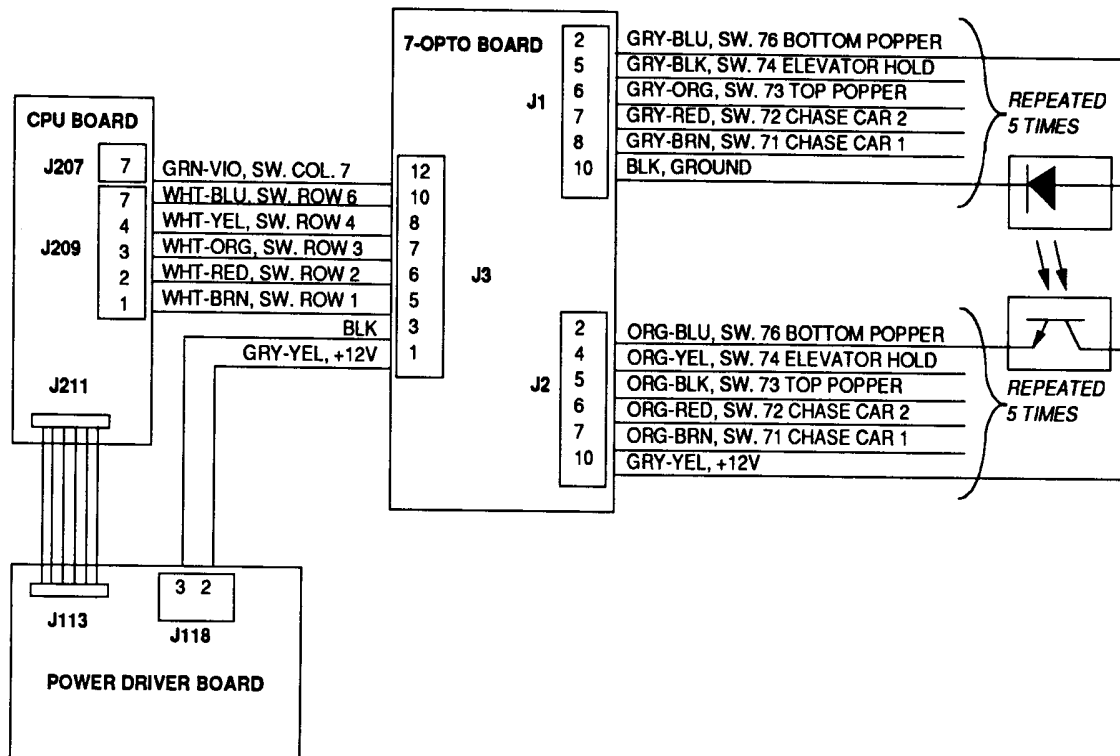 7-OPTO BOARD
J1
2 GRY-BLU, SW. 76 BOTTOM POPPER
5 GRY-BLK, SW. 74 ELEVATOR HOLD
6 GRY-ORG, SW. 73 TOP POPPER
7 GRY-RED, SW. 72 CHASE CAR 2
8 GRY-BRN, SW. 71 CHASE CAR 1
10 BLK, GROUND
REPEATED
5 TIMES
CPU BOARD
J207 7 GRN-VIO, SW. COL. 7 12
J209
7 WHT-BLU. SW. ROW 6 10
4 WHT-YEL, SW. ROW 4 8
3 WHT-ORG, SW. ROW 3 7
2 WHT-RED, SW. ROW 2 6
1 WHT-BRN, SW. ROW 1 5
BLK 3
GRY-YEL, +12V 1
J3
J211
J2
2 ORG-BLU, SW. 76 BOTTOM POPPER
4 ORG-YEL, SW. 74 ELEVATOR HOLD
5 ORG-BLK, SW. 73 TOP POPPER
6 ORG-RED, SW. 72 CHASE CAR 2
7 ORG-BRN, SW. 71 CHASE CAR 1
10 GRY-YEL, +12V
REPEATED
5 TIMES
3 2
J113
J118
POWER DRIVER BOARD